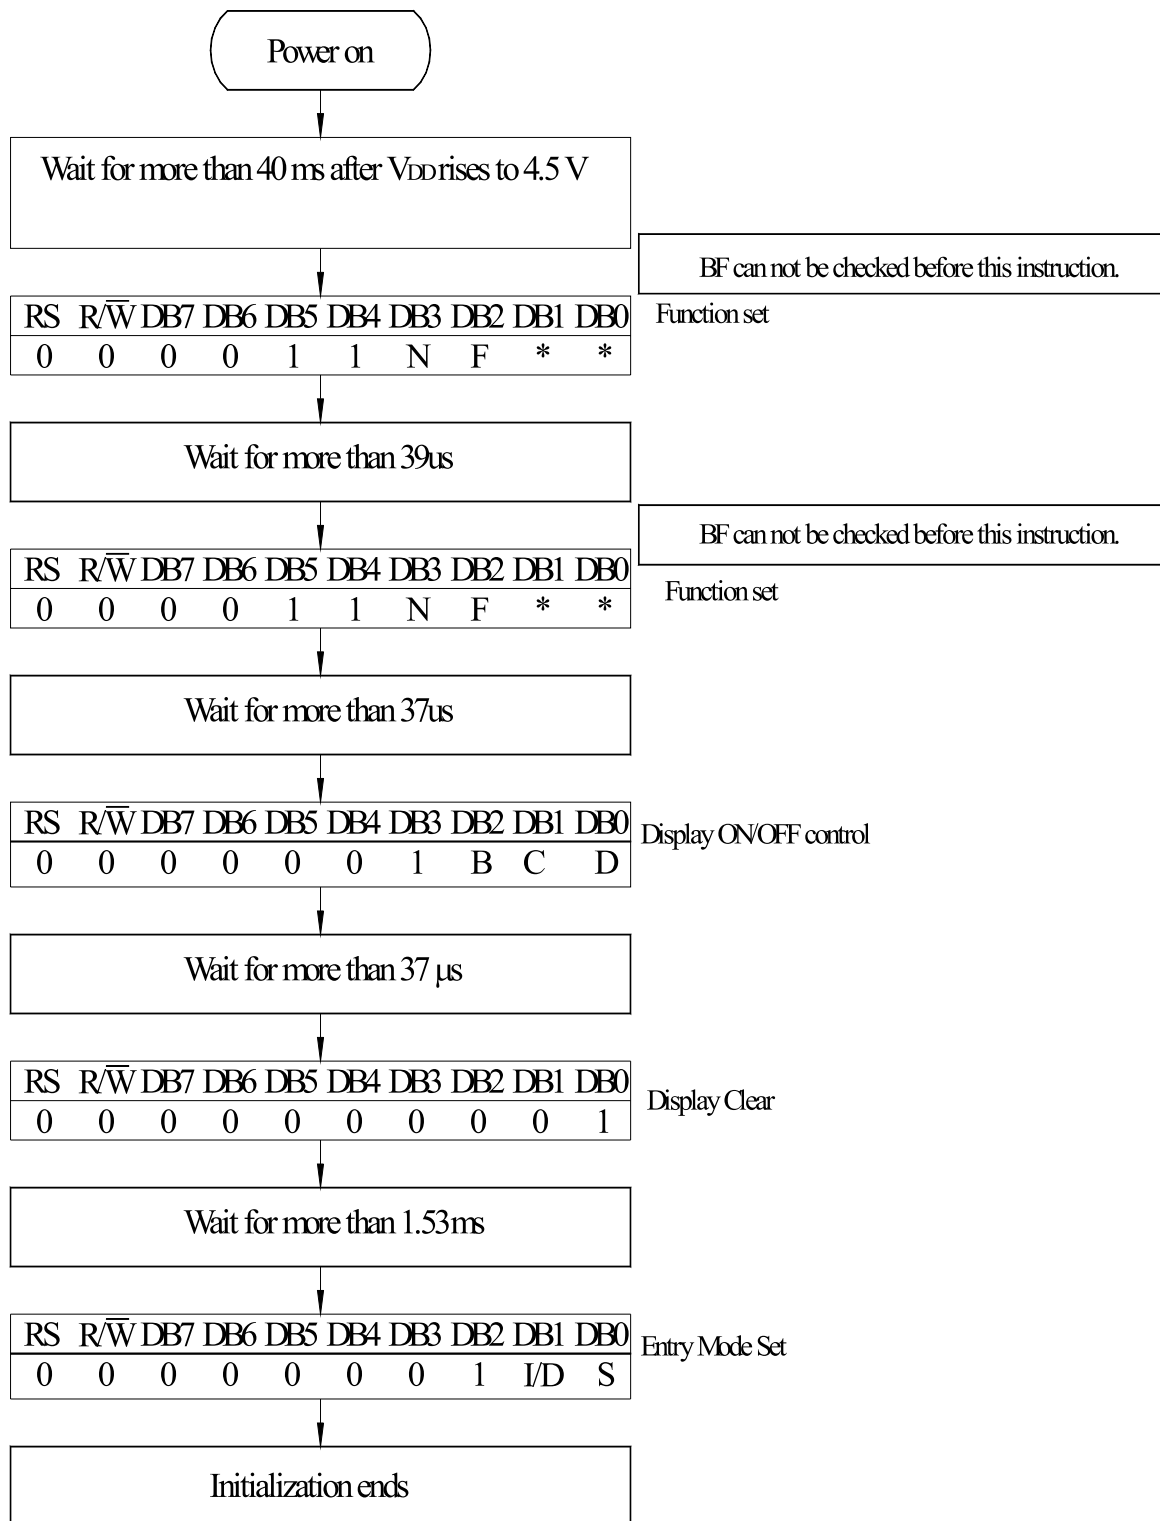 Power on
Wait for more than 40 ms after VDD rises to 4.5 V
BF can not be checked before this instruction.
RS R/W̅ DB7 DB6 DB5 DB4 DB3 DB2 DB1 DB0
Function set
0 0 0 0 1 1 N F * *
Wait for more than 39us
BF can not be checked before this instruction.
RS R/W̅ DB7 DB6 DB5 DB4 DB3 DB2 DB1 DB0
Function set
0 0 0 0 1 1 N F * *
Wait for more than 37us
RS R/W̅ DB7 DB6 DB5 DB4 DB3 DB2 DB1 DB0
Display ON/OFF control
0 0 0 0 0 0 1 B C D
Wait for more than 37 μs
RS R/W̅ DB7 DB6 DB5 DB4 DB3 DB2 DB1 DB0
Display Clear
0 0 0 0 0 0 0 0 0 1
Wait for more than 1.53ms
RS R/W̅ DB7 DB6 DB5 DB4 DB3 DB2 DB1 DB0
Entry Mode Set
0 0 0 0 0 0 0 1 I/D S
Initialization ends